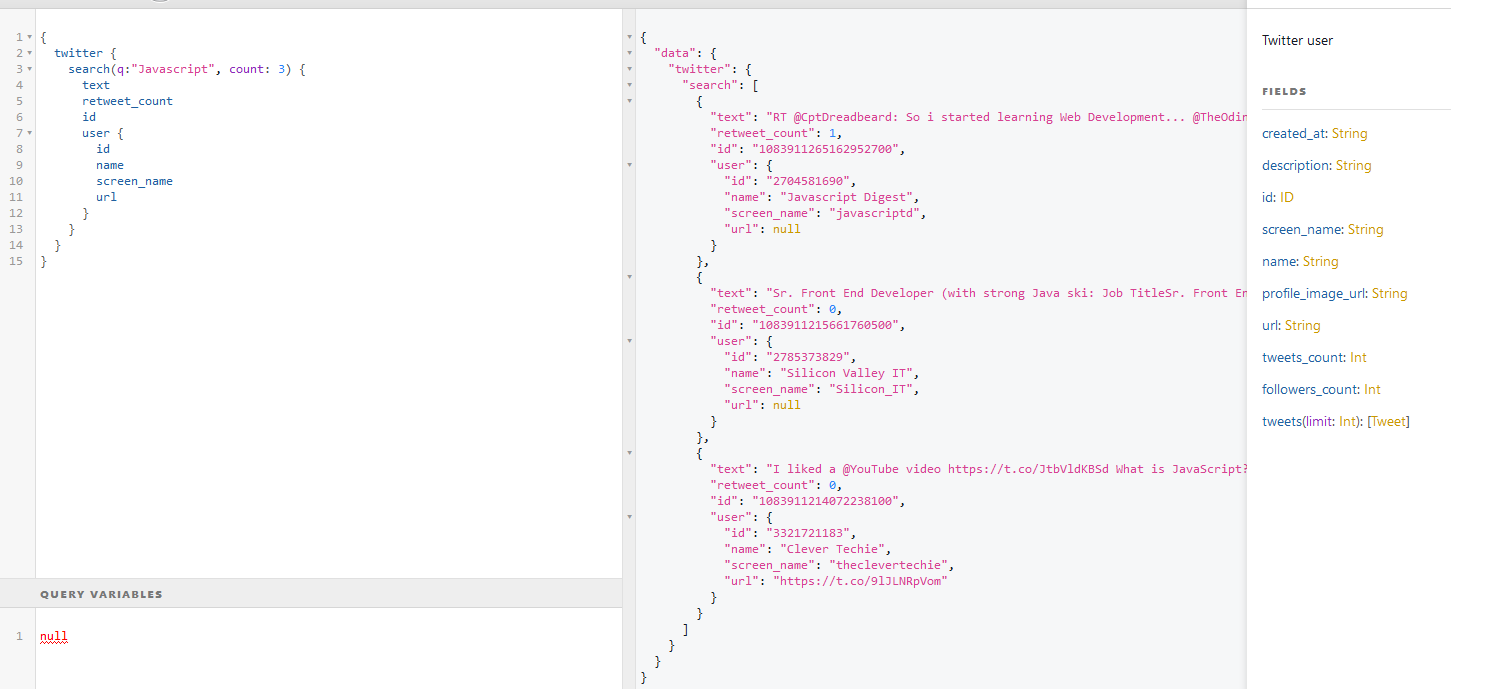 1 {
2 twitter {
3 search(q:"Javascript", count: 3) {
4 text
5 retweet_count
6 id
7 user {
8 id
9 name
10 screen_name
11 url
12 }
13 }
14 }
15 }
QUERY VARIABLES
1 null
{
"data": {
"twitter": {
"search": [
{
"text": "RT @CptDreadbeard: So i started learning Web Development... @TheOdin
"retweet_count": 1,
"id": "1083911265162952700",
"user": {
"id": "2704581690",
"name": "Javascript Digest",
"screen_name": "javascriptd",
"url": null
}
},
{
"text": "Sr. Front End Developer (with strong Java ski: Job TitleSr. Front En
"retweet_count": 0,
"id": "1083911215661760500",
"user": {
"id": "2785373829",
"name": "Silicon Valley IT",
"screen_name": "Silicon_IT",
"url": null
}
},
{
"text": "I liked a @YouTube video https://t.co/JtbVldKBSd What is JavaScript?
"retweet_count": 0,
"id": "1083911214072238100",
"user": {
"id": "3321721183",
"name": "Clever Techie",
"screen_name": "theclevertechie",
"url": "https://t.co/9lJLNRpVom"
}
}
]
}
}
}
Twitter user
FIELDS
created_at: String
description: String
id: ID
screen_name: String
name: String
profile_image_url: String
url: String
tweets_count: Int
followers_count: Int
tweets(limit: Int): [Tweet]